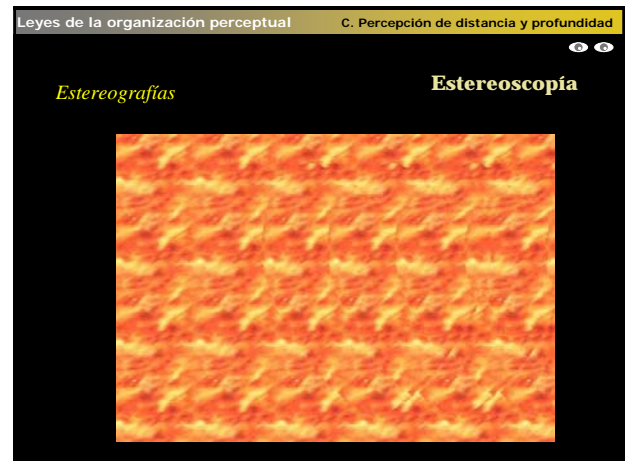 Leyes de la organización perceptual C. Percepción de distancia y profundidad
Estereografías
Estereoscopía